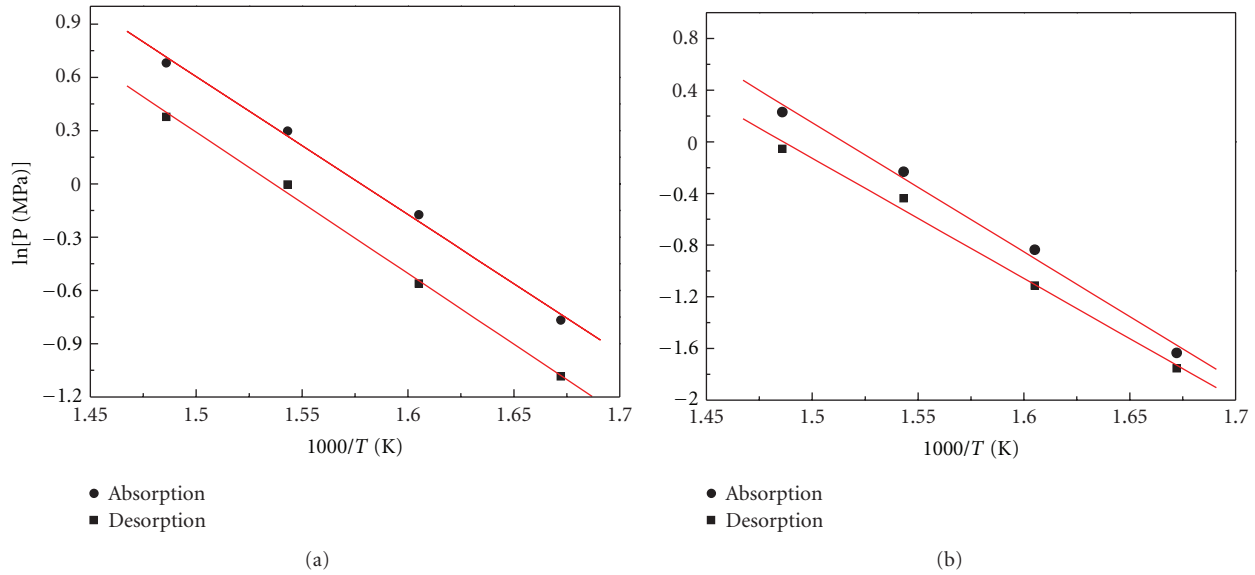 0.9
0.6
0.3
0
−0.3
−0.6
−0.9
−1.2
ln[P (MPa)]
1.45 1.5 1.55 1.6 1.65 1.7
1000/T (K)
Absorption
Desorption
(a)
0.8
0.4
0
−0.4
−0.8
−1.2
−1.6
−2
1.45 1.5 1.55 1.6 1.65 1.7
1000/T (K)
Absorption
Desorption
(b)